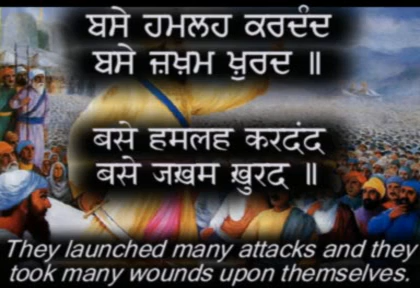 ਬਸੇ ਹਮਲਹ ਕਰਦੰਦ
ਬਸੇ ਜ਼ਖ਼ਮ ਖ਼ੁਰਦ ॥
बसे हमलह करदंद
बसे जख़म ख़ुरद ॥
They launched many attacks and they
took many wounds upon themselves.